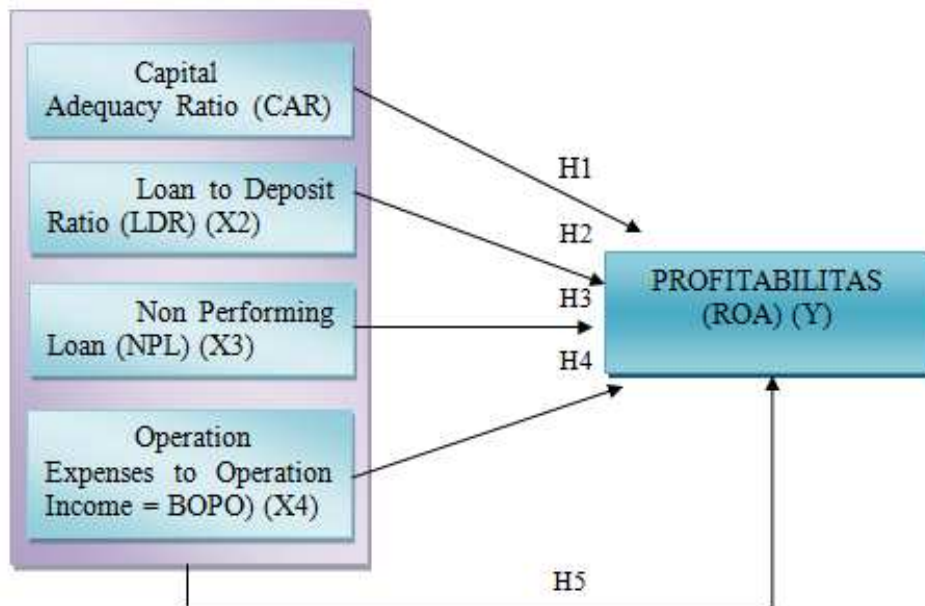 Capital
Adequacy Ratio (CAR)
Loan to Deposit
Ratio (LDR) (X2)
Non Performing
Loan (NPL) (X3)
Operation
Expenses to Operation
Income = BOPO) (X4)
H1
H2
H3
H4
PROFITABILITAS
(ROA) (Y)
H5